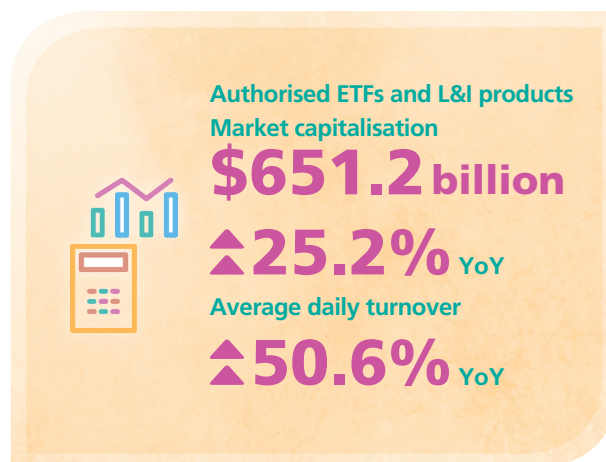 Authorised ETFs and L&I products
Market capitalisation
$651.2 billion
25.2% YoY
Average daily turnover
50.6% YoY